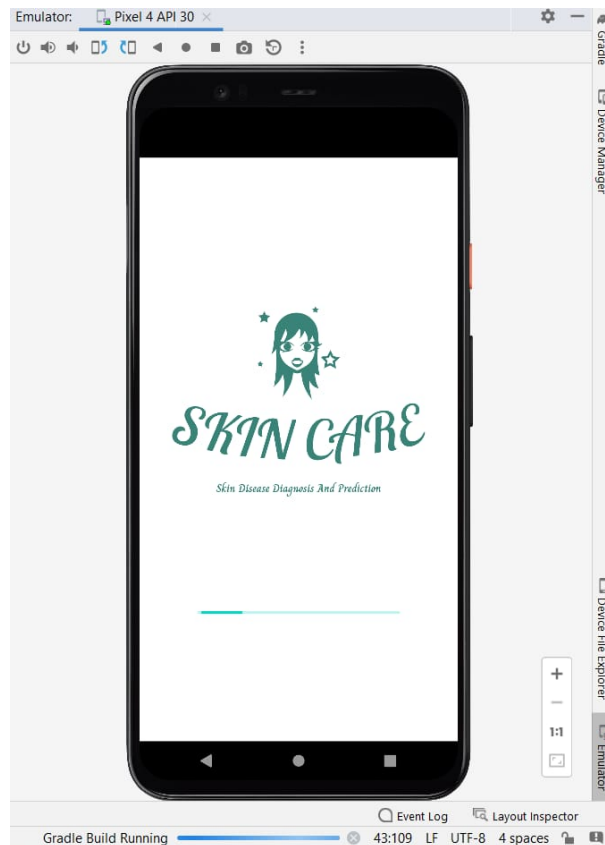 Emulator: Pixel 4 API 30
Gradle
Device Manager
SKIN CARE
Skin Disease Diagnosis And Prediction
Device File Explorer
1:1
Emulator
Event Log Layout Inspector
Gradle Build Running 43:109 LF UTF-8 4 spaces